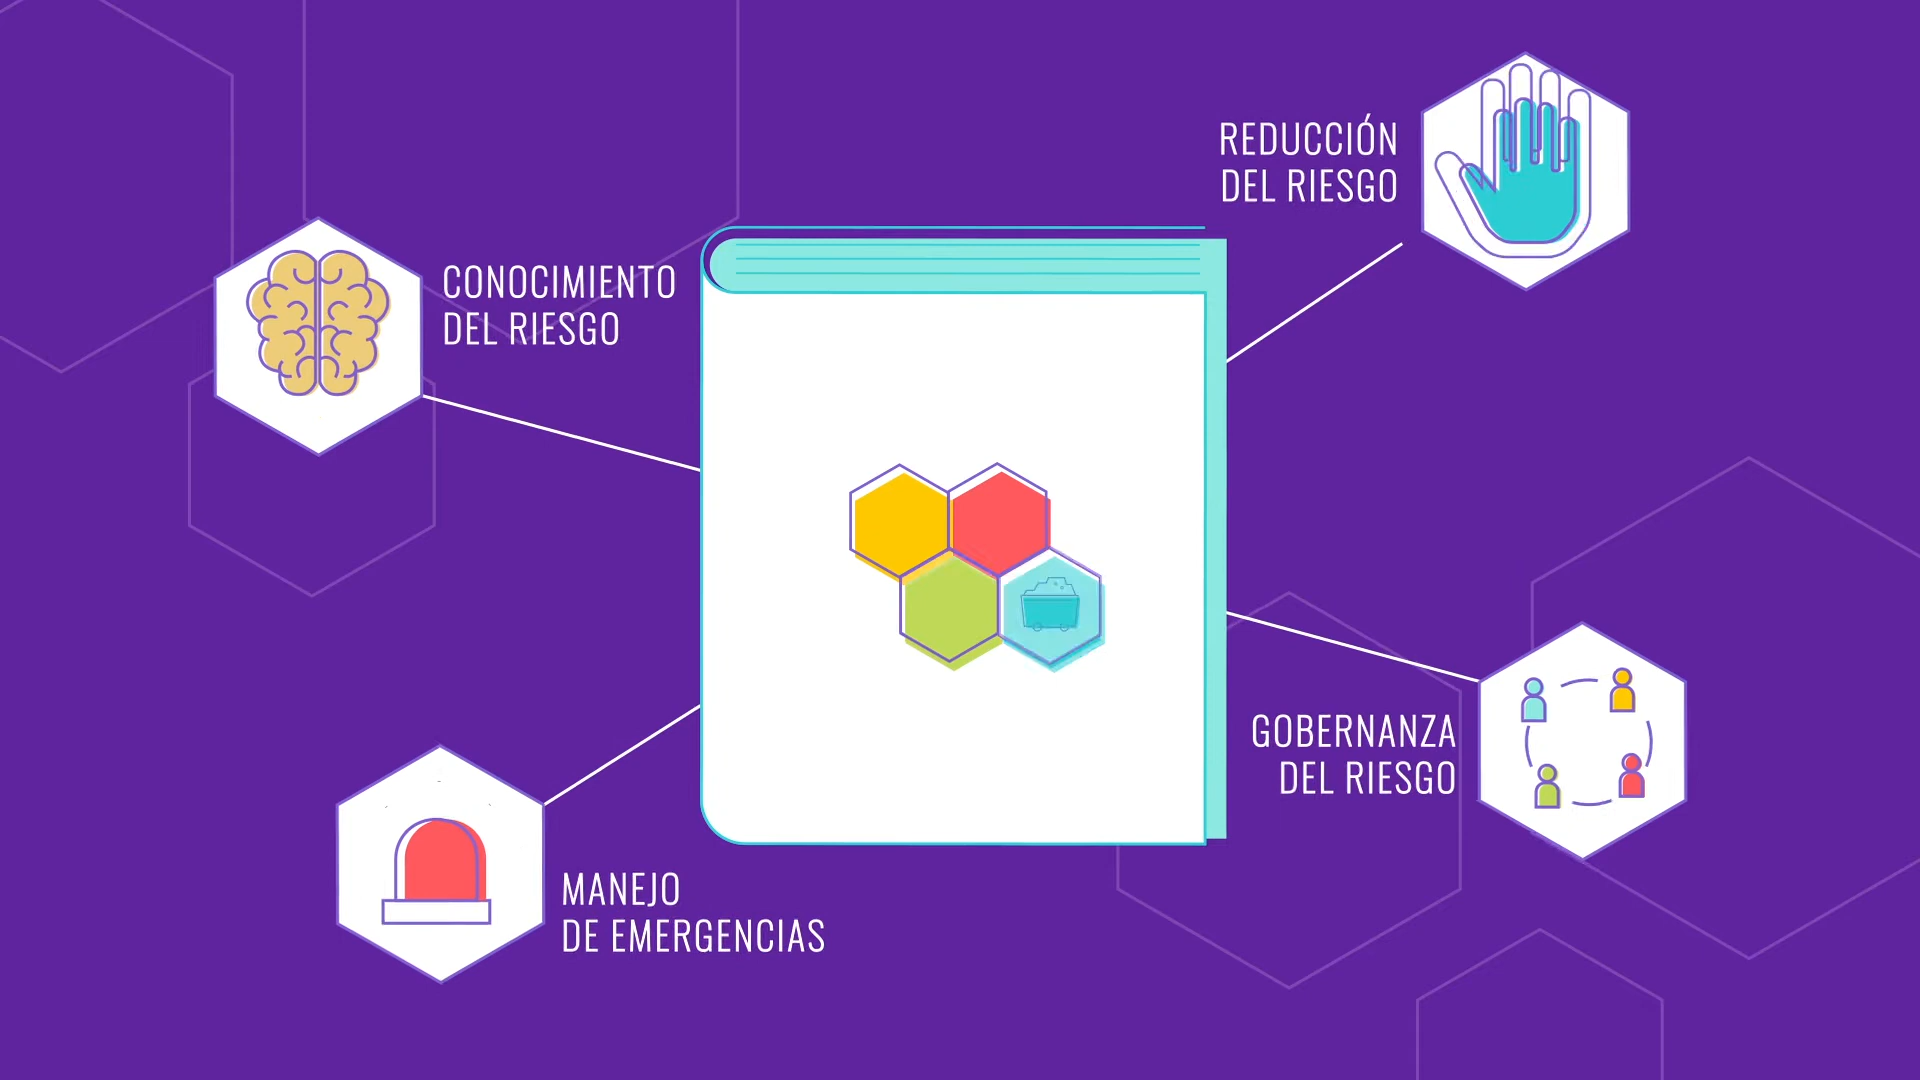 REDUCCIÓN
DEL RIESGO
CONOCIMIENTO
DEL RIESGO
GOBERNANZA
DEL RIESGO
MANEJO
DE EMERGENCIAS